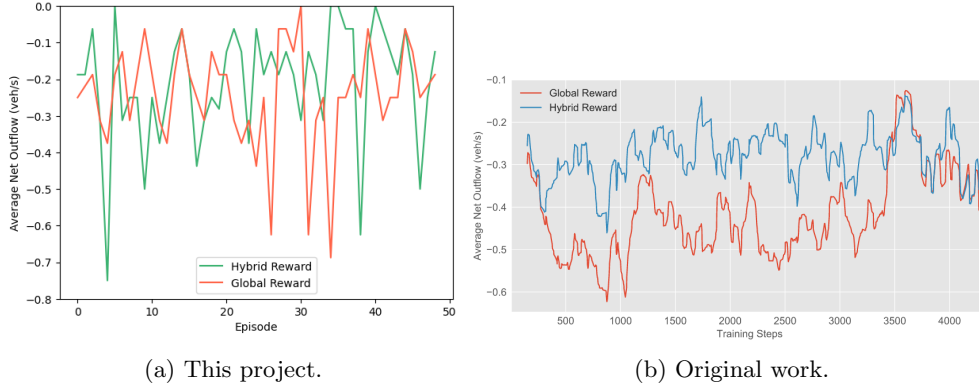 0.0
−0.1
−0.2
−0.3
−0.4
−0.5
−0.6
−0.7
−0.8
Average Net Outflow (veh/s)
Hybrid Reward
Global Reward
0 10 20 30 40 50
Episode
(a) This project.
−0.1
−0.2
−0.3
−0.4
−0.5
−0.6
Average Net Outflow (veh/s)
Global Reward
Hybrid Reward
500 1000 1500 2000 2500 3000 3500 4000
Training Steps
(b) Original work.